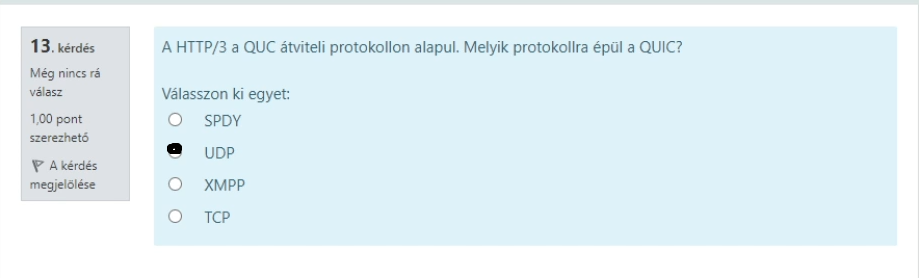 13. kérdés
Még nincs rá
válasz
1,00 pont
szerezhető
A kérdés
megjelölése
A HTTP/3 a QUC átviteli protokollon alapul. Melyik protokollra épül a QUIC?
Válasszon ki egyet:
SPDY
UDP
XMPP
TCP